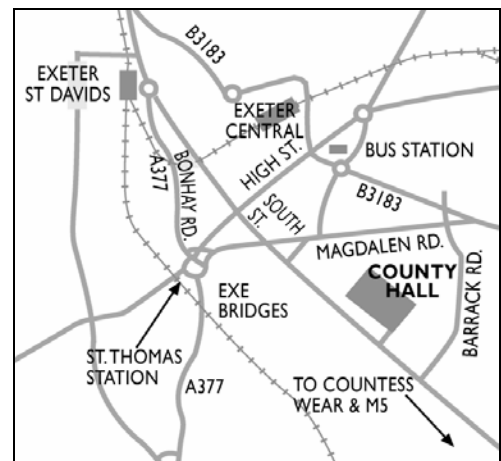 B3183
EXETER
ST DAVIDS
EXETER
CENTRAL
A377
BONHAY RD.
HIGH ST.
BUS STATION
B3183
SOUTH
ST.
MAGDALEN RD.
COUNTY
HALL
BARRACK RD.
EXE
BRIDGES
ST. THOMAS
STATION
A377
TO COUNTESS
WEAR & M5